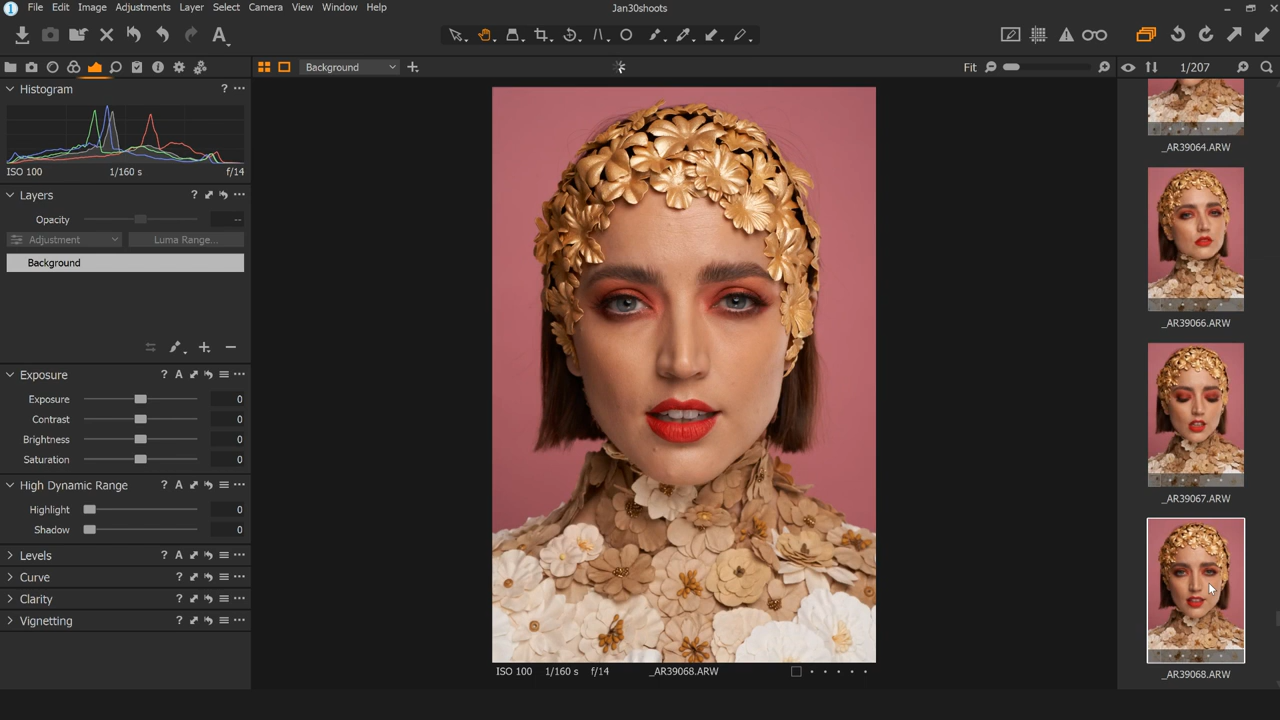 File Edit Image Adjustments Layer Select Camera View Window Help
Jan30shoots
A
Background
Fit
1/207
Histogram ?
ISO 100 1/160 s f/14
Layers ?
Opacity --
Adjustment Luma Range...
Background
Exposure ? A
Exposure 0
Contrast 0
Brightness 0
Saturation 0
High Dynamic Range ? A
Highlight 0
Shadow 0
Levels ? A
Curve ?
Clarity ?
Vignetting ?
ISO 100 1/160 s f/14 _AR39068.ARW
_AR39064.ARW
_AR39066.ARW
_AR39067.ARW
_AR39068.ARW